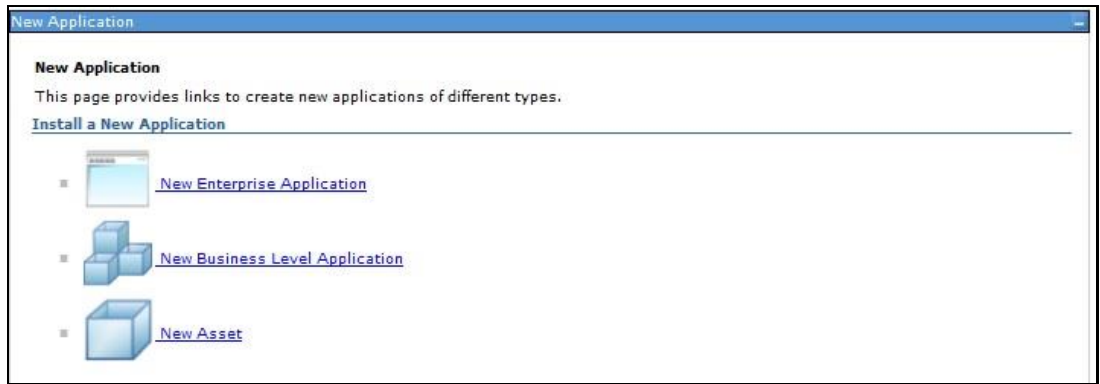 New Application
New Application
This page provides links to create new applications of different types.
Install a New Application
New Enterprise Application
New Business Level Application
New Asset